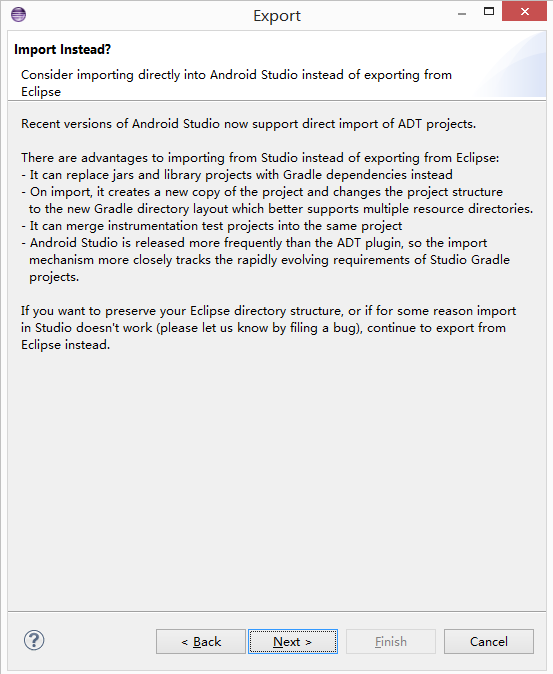 Export
Import Instead?
Consider importing directly into Android Studio instead of exporting from
Eclipse
Recent versions of Android Studio now support direct import of ADT projects.
There are advantages to importing from Studio instead of exporting from Eclipse:
- It can replace jars and library projects with Gradle dependencies instead
- On import, it creates a new copy of the project and changes the project structure
to the new Gradle directory layout which better supports multiple resource directories.
- It can merge instrumentation test projects into the same project
- Android Studio is released more frequently than the ADT plugin, so the import
mechanism more closely tracks the rapidly evolving requirements of Studio Gradle
projects.
If you want to preserve your Eclipse directory structure, or if for some reason import
in Studio doesn't work (please let us know by filing a bug), continue to export from
Eclipse instead.
?
< Back
Next >
Finish
Cancel